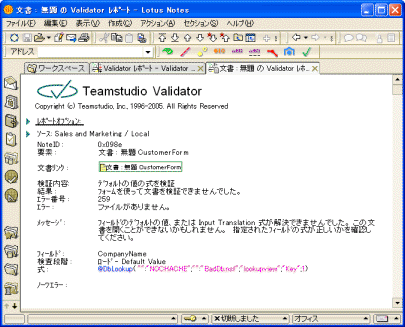 文書：無題 の Validator ﾚﾎﾟｰﾄ - Lotus Notes
ファイル(F) 編集(E) 表示(V) 作成(C) アクション(A) セクション(S) ヘルプ(H)
アドレス
ワークスペース Validator ﾚﾎﾟｰﾄ - Validator ... 文書：無題 の Validator ﾚﾎﾟ...
Teamstudio Validator
Copyright (c) Teamstudio, Inc, 1996-2005. All Rights Reserved
ﾚﾎﾟｰﾄ ｵﾌﾟｼｮﾝ:
ｿｰｽ: Sales and Marketing / Local
NoteID: 0x098e
要素: 文書：無題 CustomerForm
文書ﾘﾝｸ: 文書：無題 CustomerForm
検証内容: ﾃﾞﾌｫﾙﾄの値の式を検証
結果: ﾌｫｰﾑを使って文書を検証できませんでした。
ｴﾗｰ番号: 259
ｴﾗｰ: ﾌｧｲﾙがありません。
ﾒｯｾｰｼﾞ: ﾌｨｰﾙﾄﾞのﾃﾞﾌｫﾙﾄの値、または Input Translation 式が解決できませんでした。この文
書を開くことができないかもしれません。 指定されたﾌｨｰﾙﾄﾞの式が正しいかを確認し
てください。
ﾌｨｰﾙﾄﾞ: CompanyName
検査段階: ﾛｰﾄﾞ- Default Value
式: @DbLookup( "":"NOCHACHE";"":"BadDb.nsf";"lookupview";"Key";1)
ﾉｰｸｴﾗｰ:
切断しました オフィス